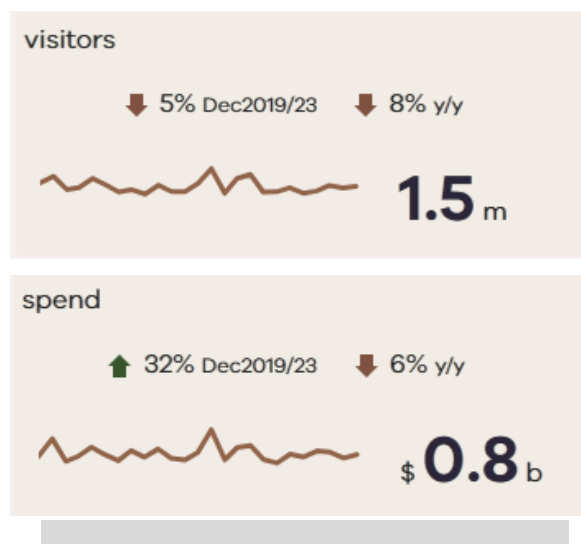 visitors
5% Dec2019/23 8% y/y
1.5 m
spend
32% Dec2019/23 6% y/y
$ 0.8 b